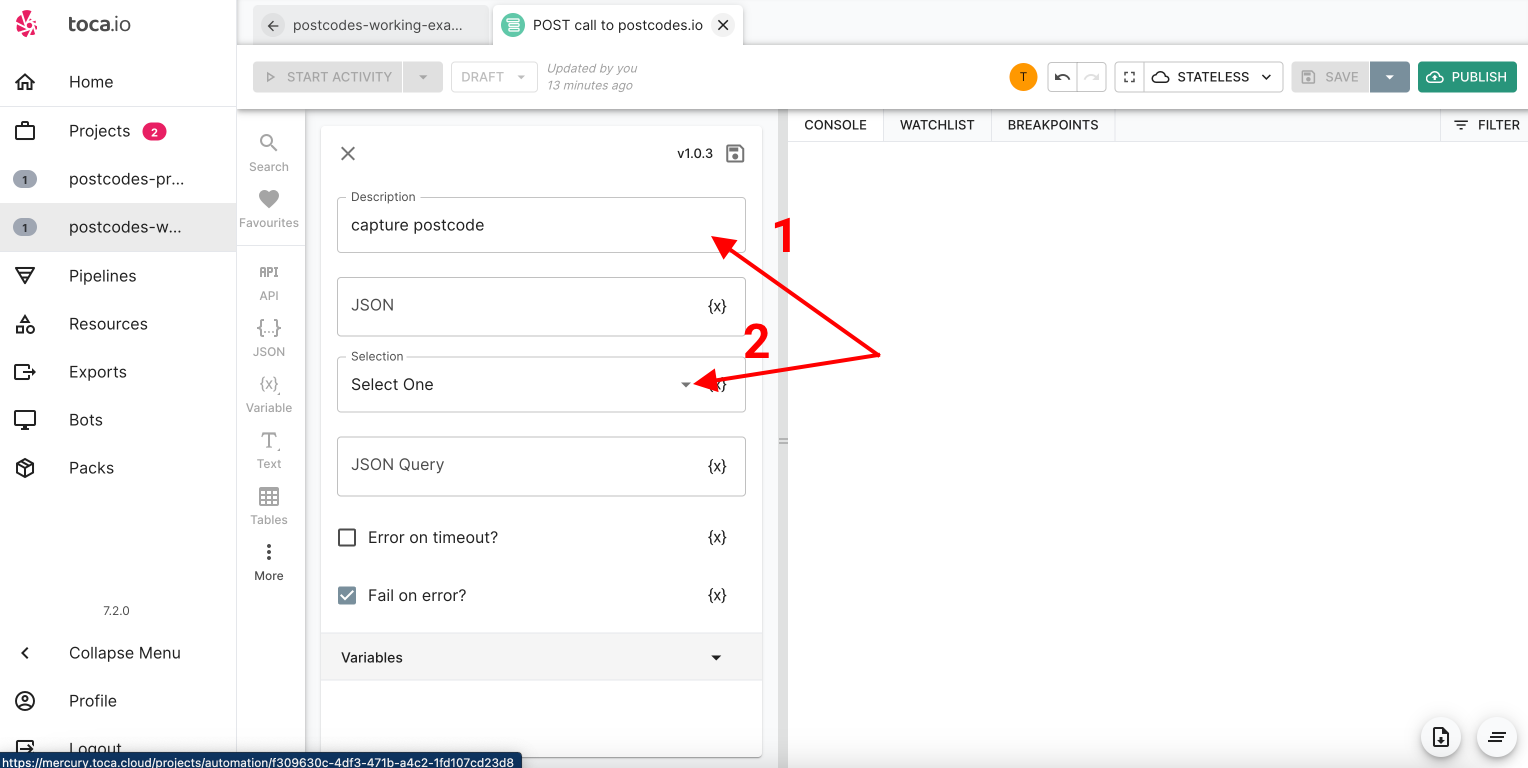 toca.io
postcodes-working-exa...
POST call to postcodes.io
START ACTIVITY
DRAFT
Updated by you
13 minutes ago
T
STATELESS
SAVE
PUBLISH
Home
Projects 2
1 postcodes-pr...
1 postcodes-w...
Pipelines
Resources
Exports
Bots
Packs
7.2.0
Collapse Menu
Profile
Logout
Search
Favourites
API
API
{...}
JSON
{x}
Variable
T
Text
Tables
More
v1.0.3
Description
capture postcode
1
JSON {x}
2
Selection
Select One {x}
JSON Query {x}
Error on timeout? {x}
Fail on error? {x}
Variables
CONSOLE
WATCHLIST
BREAKPOINTS
FILTER
https://mercury.toca.cloud/projects/automation/f309630c-4df3-471b-a4c2-1fd107cd23d8